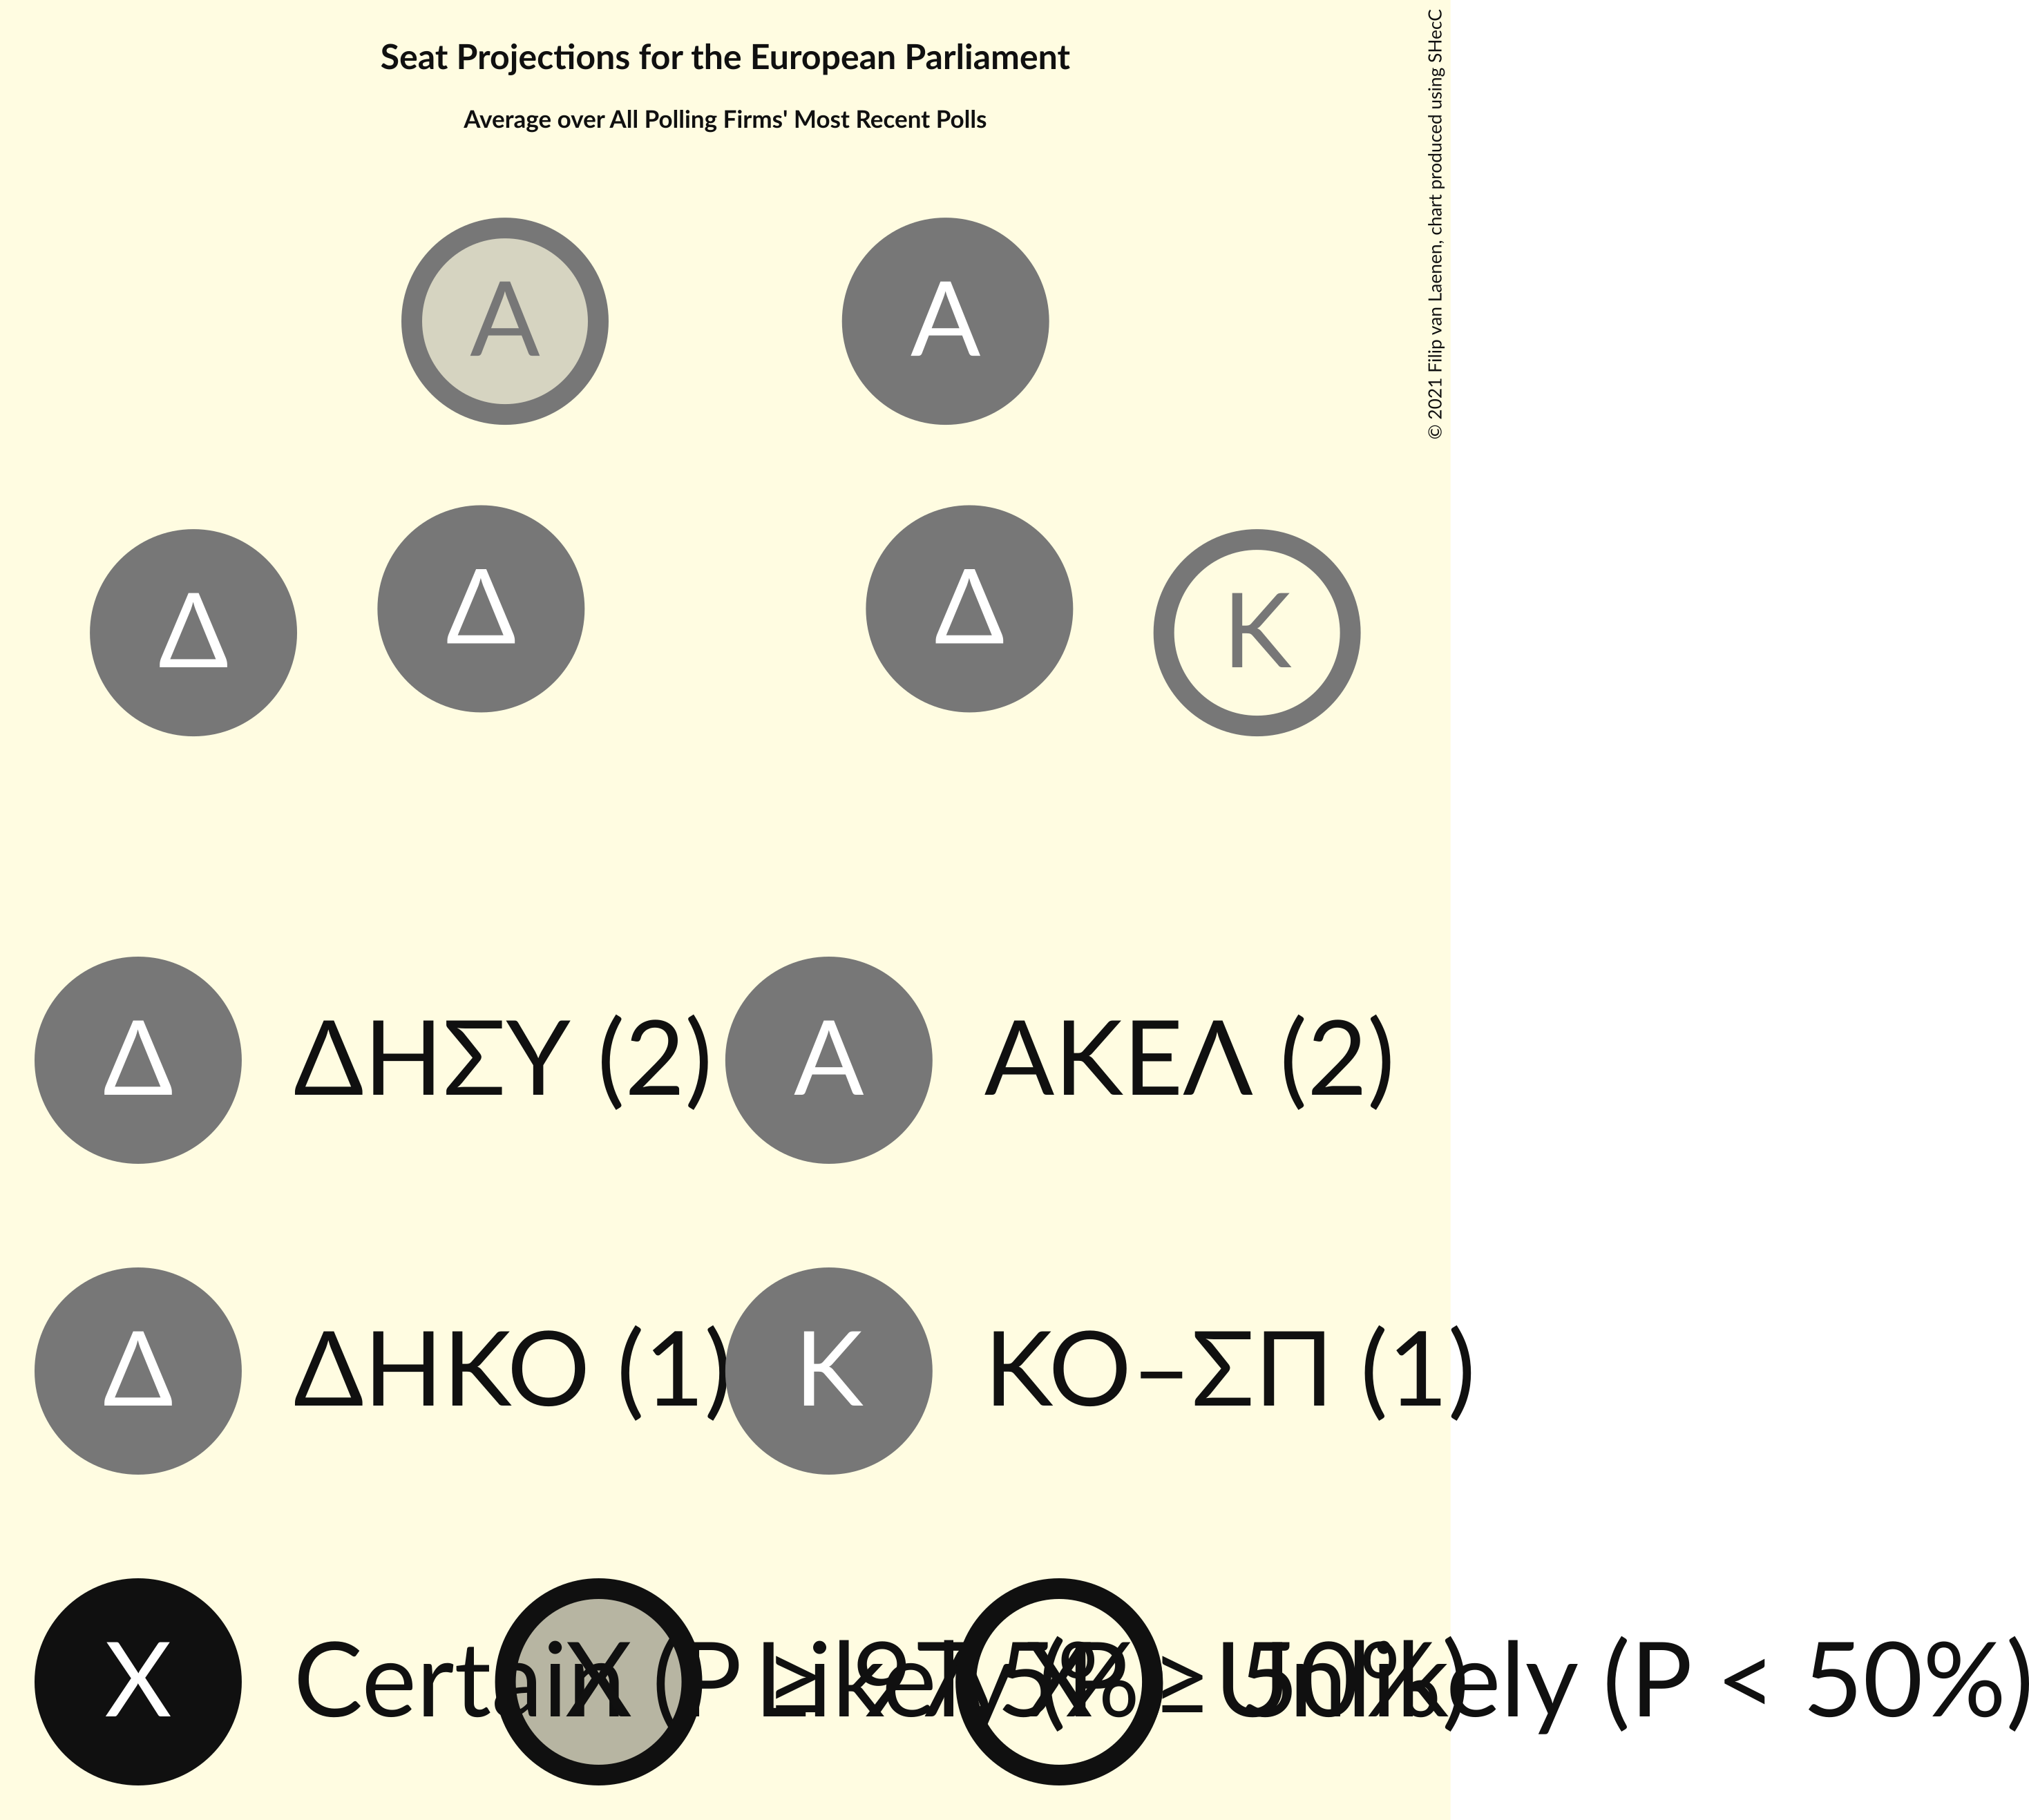 Seat Projections for the European Parliament
Average over All Polling Firms' Most Recent Polls
© 2021 Filip van Laenen, chart produced using SHecC
Α Α
Δ Δ Δ Κ
Δ ΔΗΣΥ (2) Α ΑΚΕΛ (2)
Δ ΔΗΚΟ (1) Κ ΚΟ–ΣΠ (1)
X Certain X X Unlikely (P < 50%)